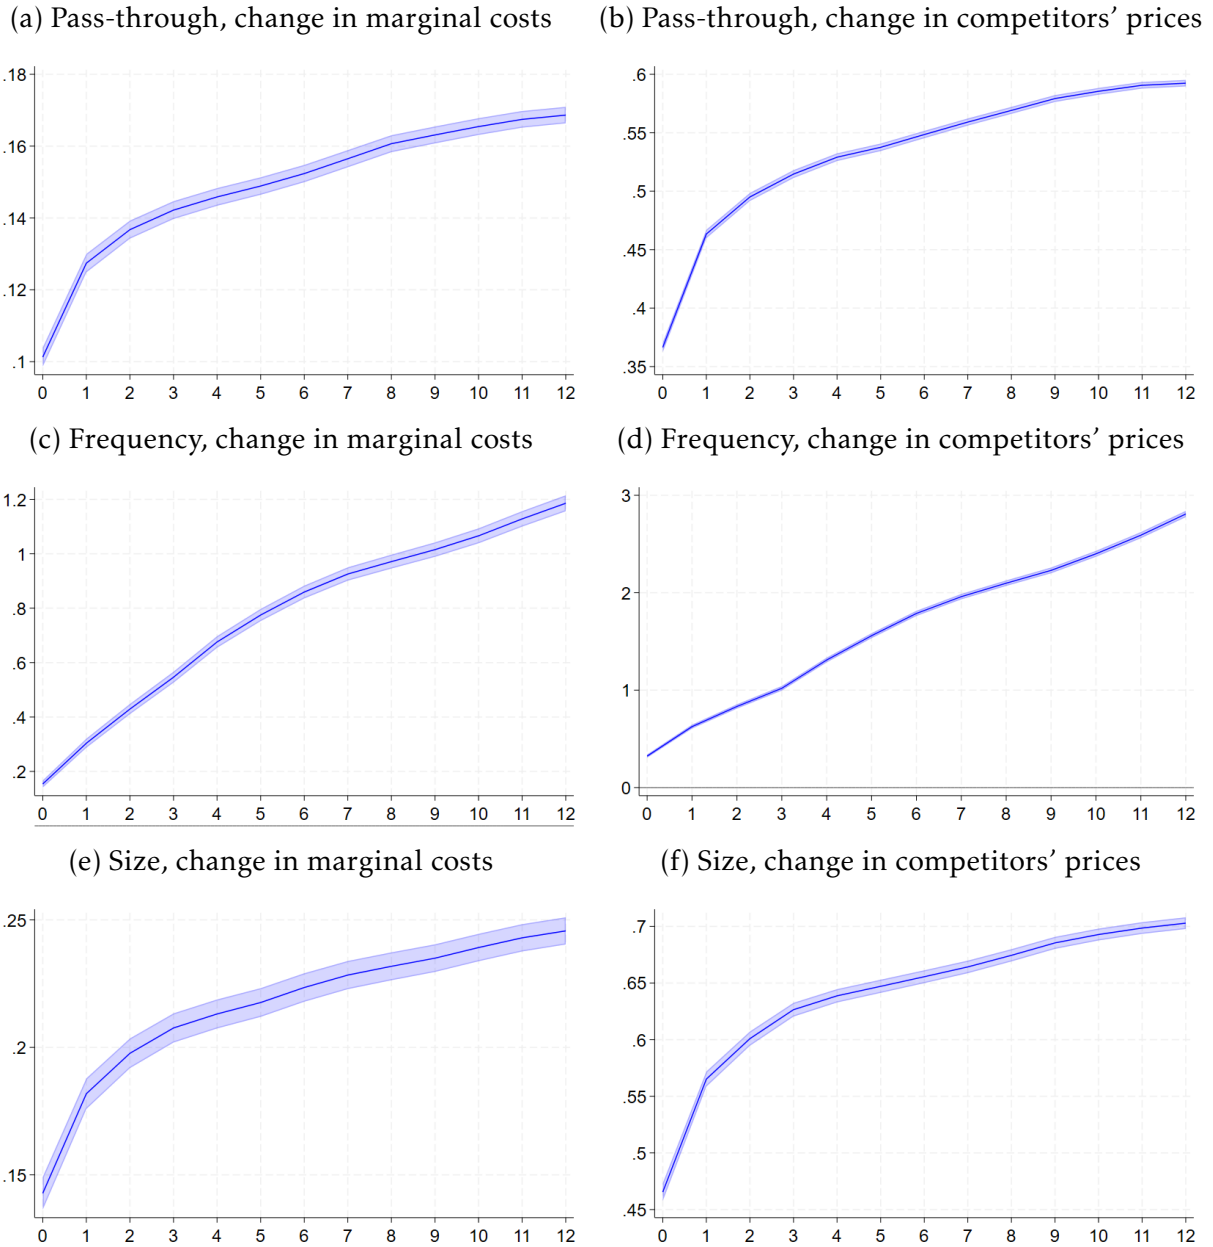 (a) Pass-through, change in marginal costs
(b) Pass-through, change in competitors’ prices
.18
.16
.14
.12
.1
0 1 2 3 4 5 6 7 8 9 10 11 12
.6
.55
.5
.45
.4
.35
0 1 2 3 4 5 6 7 8 9 10 11 12
(c) Frequency, change in marginal costs
(d) Frequency, change in competitors’ prices
1.2
1
.8
.6
.4
.2
0 1 2 3 4 5 6 7 8 9 10 11 12
3
2
1
0
0 1 2 3 4 5 6 7 8 9 10 11 12
(e) Size, change in marginal costs
(f) Size, change in competitors’ prices
.25
.2
.15
0 1 2 3 4 5 6 7 8 9 10 11 12
.7
.65
.6
.55
.5
.45
0 1 2 3 4 5 6 7 8 9 10 11 12